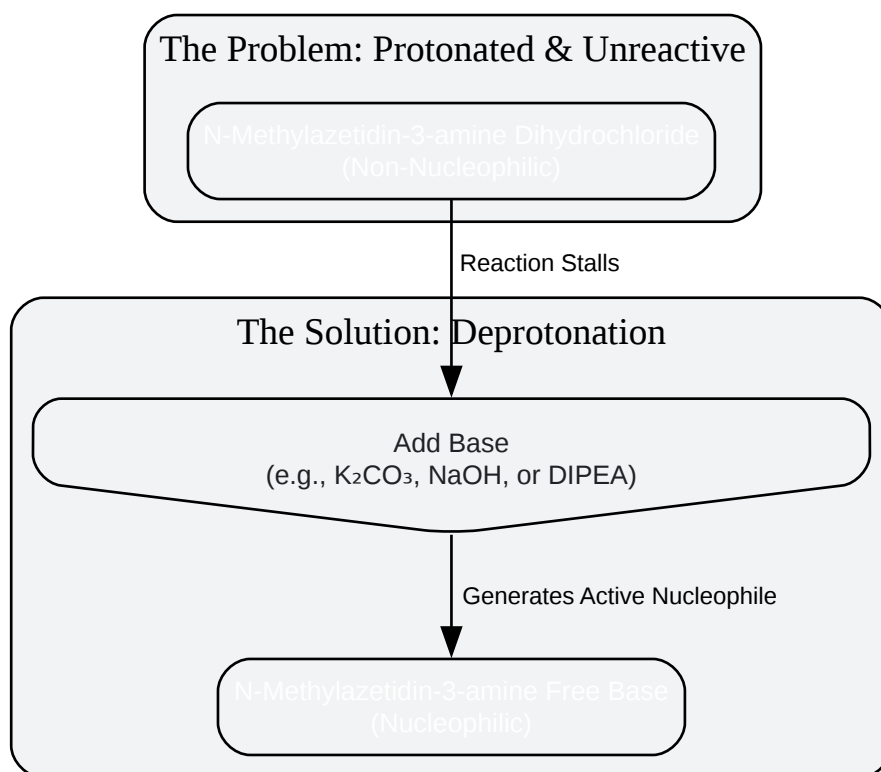 The Problem: Protonated & Unreactive
N-Methylazetidin-3-amine Dihydrochloride
(Non-Nucleophilic)
Reaction Stalls
The Solution: Deprotonation
Add Base
(e.g., K₂CO₃, NaOH, or DIPEA)
Generates Active Nucleophile
N-Methylazetidin-3-amine Free Base
(Nucleophilic)